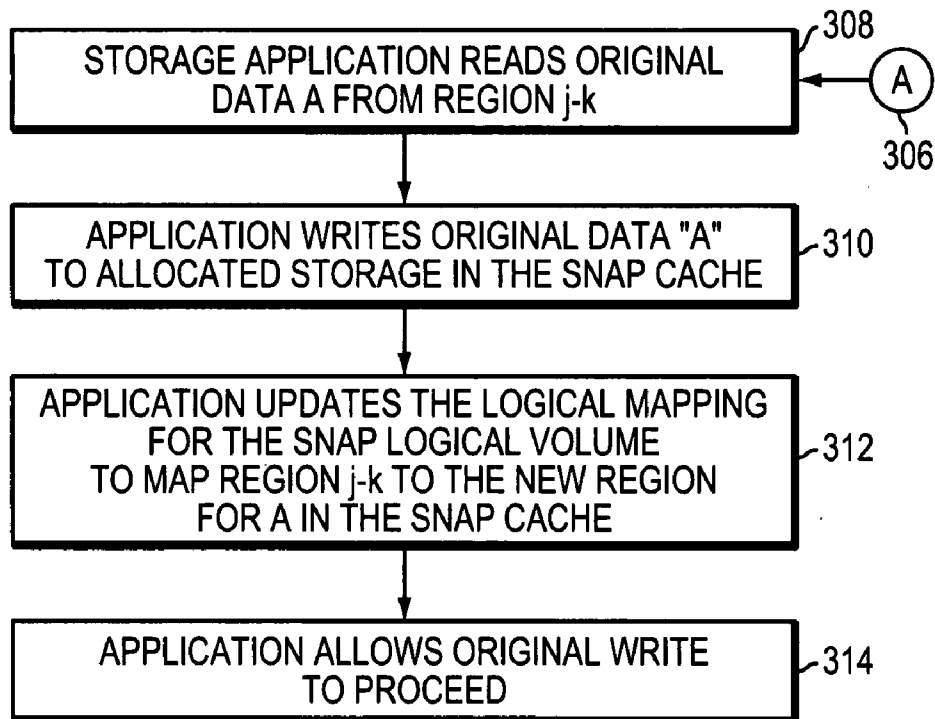 308
STORAGE APPLICATION READS ORIGINAL
DATA A FROM REGION j-k
A
306
APPLICATION WRITES ORIGINAL DATA "A"
TO ALLOCATED STORAGE IN THE SNAP CACHE
310
APPLICATION UPDATES THE LOGICAL MAPPING
FOR THE SNAP LOGICAL VOLUME
TO MAP REGION j-k TO THE NEW REGION
FOR A IN THE SNAP CACHE
312
APPLICATION ALLOWS ORIGINAL WRITE
TO PROCEED
314